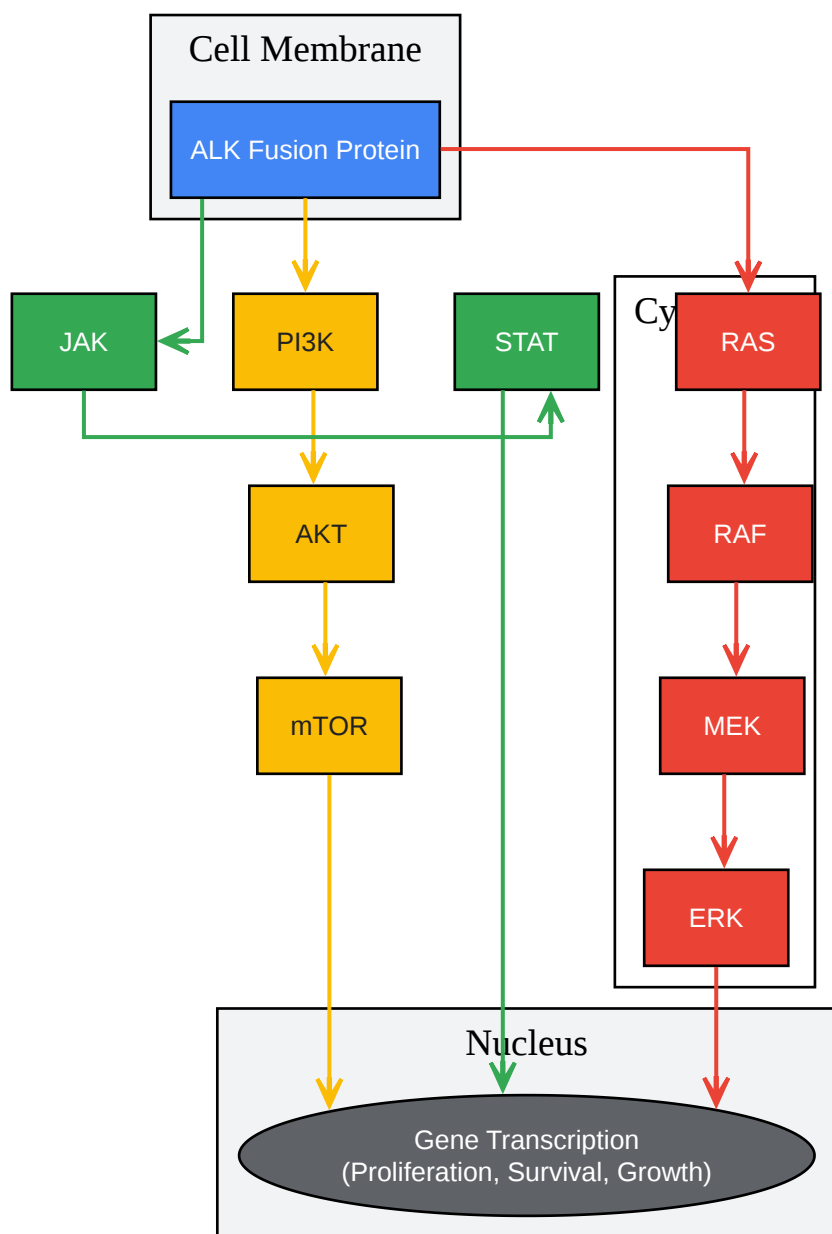 Cell Membrane
ALK Fusion Protein
JAK
PI3K
STAT
RAS
AKT
RAF
mTOR
MEK
ERK
Nucleus
Gene Transcription
(Proliferation, Survival, Growth)